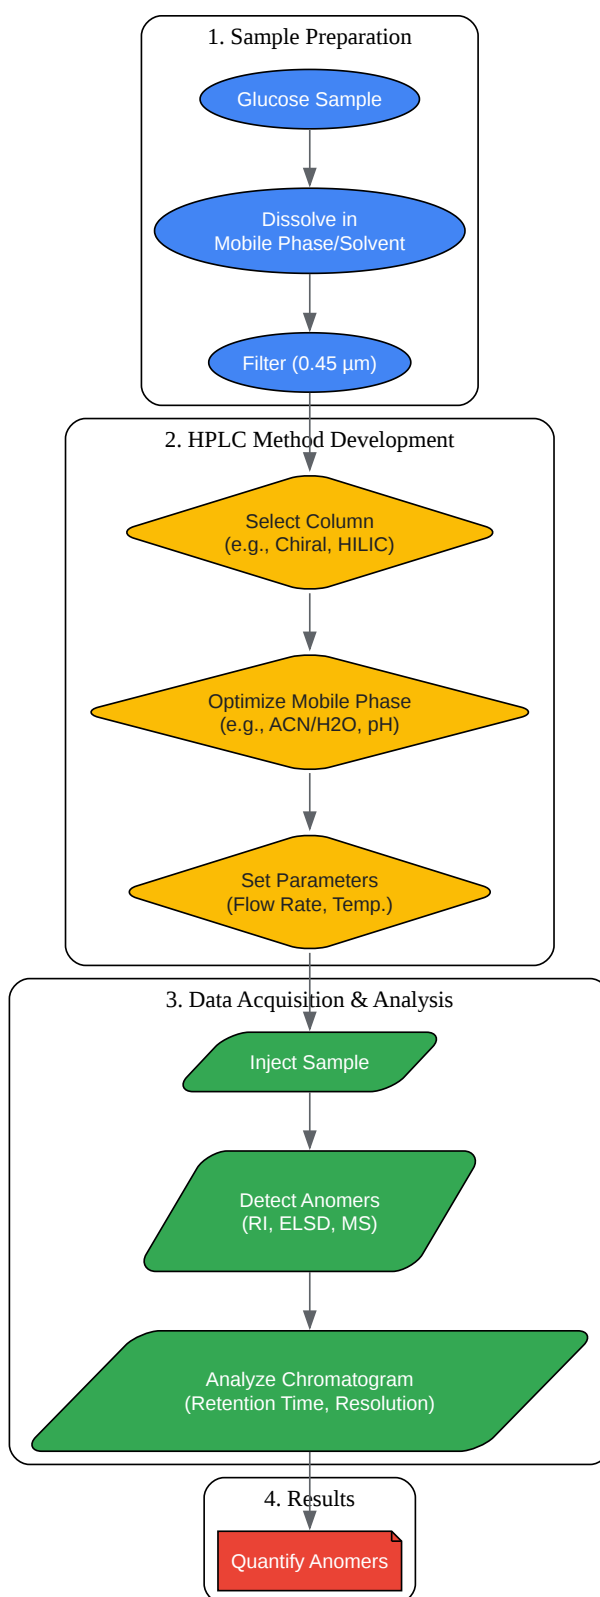 1. Sample Preparation
Glucose Sample
Dissolve in
Mobile Phase/Solvent
Filter (0.45 µm)
2. HPLC Method Development
Select Column
(e.g., Chiral, HILIC)
Optimize Mobile Phase
(e.g., ACN/H2O, pH)
Set Parameters
(Flow Rate, Temp.)
3. Data Acquisition & Analysis
Inject Sample
Detect Anomers
(RI, ELSD, MS)
Analyze Chromatogram
(Retention Time, Resolution)
4. Results
Quantify Anomers